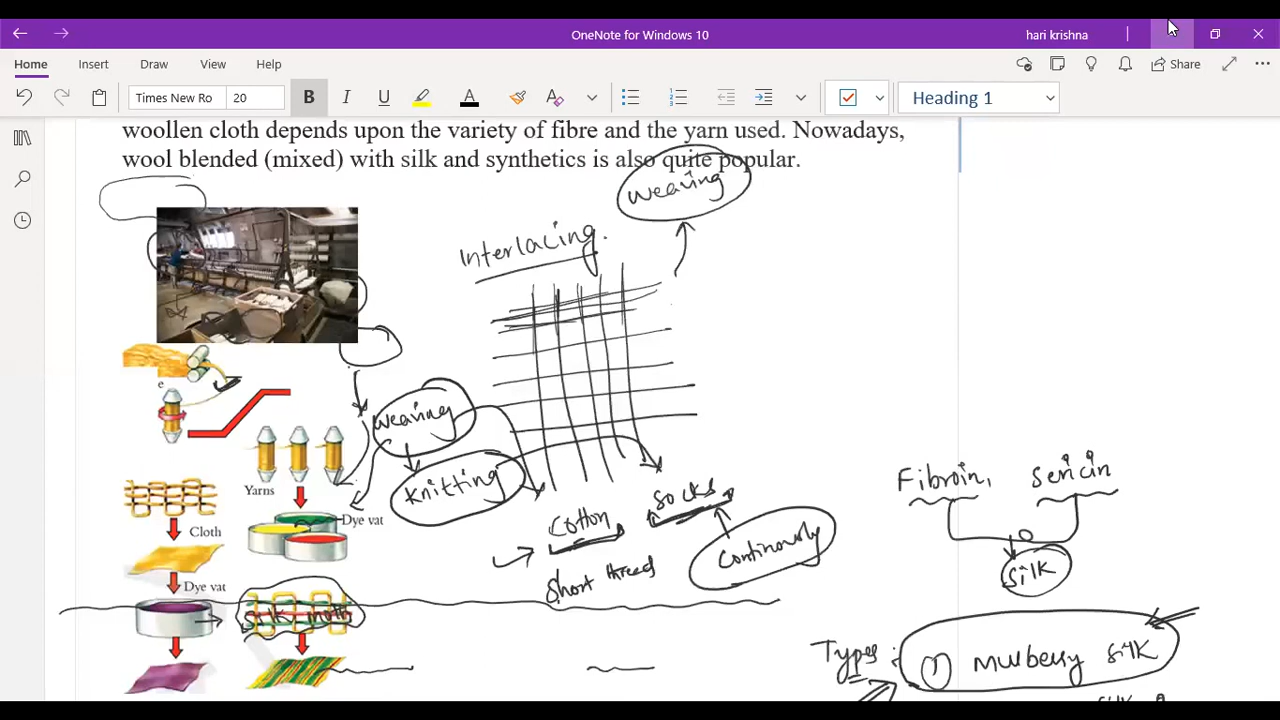 OneNote for Windows 10
hari krishna
Home Insert Draw View Help
Share
Times New Ro 20 B I U A A Heading 1
woollen cloth depends upon the variety of fibre and the yarn used. Nowadays,
wool blended (mixed) with silk and synthetics is also quite popular.
Weaving
Interlacing.
e
Weaving
Knitting
Yarns
Dye vat
Cloth
Dye vat
Cotton
Socks
Short thread
Continously
Fibroin, Sericin
Silk
Types :
① Mulberry Silk